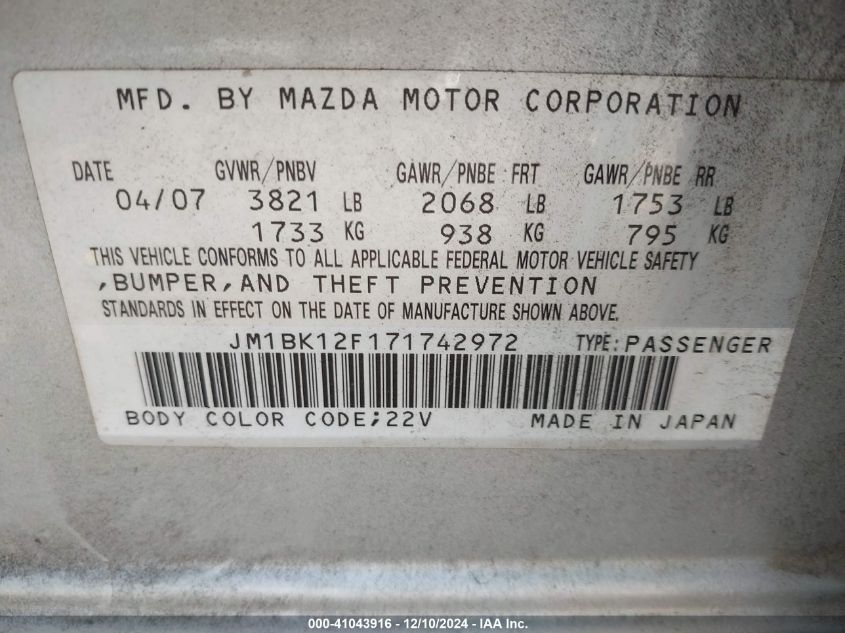 MFD. BY MAZDA MOTOR CORPORATION
DATE GVWR/PNBV GAWR/PNBE FRT GAWR/PNBE RR
04/07 3821 LB 2068 LB 1753 LB
1733 KG 938 KG 795 KG
THIS VEHICLE CONFORMS TO ALL APPLICABLE FEDERAL MOTOR VEHICLE SAFETY
,BUMPER,AND THEFT PREVENTION
STANDARDS IN EFFECT ON THE DATE OF MANUFACTURE SHOWN ABOVE.
JM1BK12F171742972 TYPE:PASSENGER
BODY COLOR CODE;22V MADE IN JAPAN
000-41043916 - 12/10/2024 - IAA Inc.